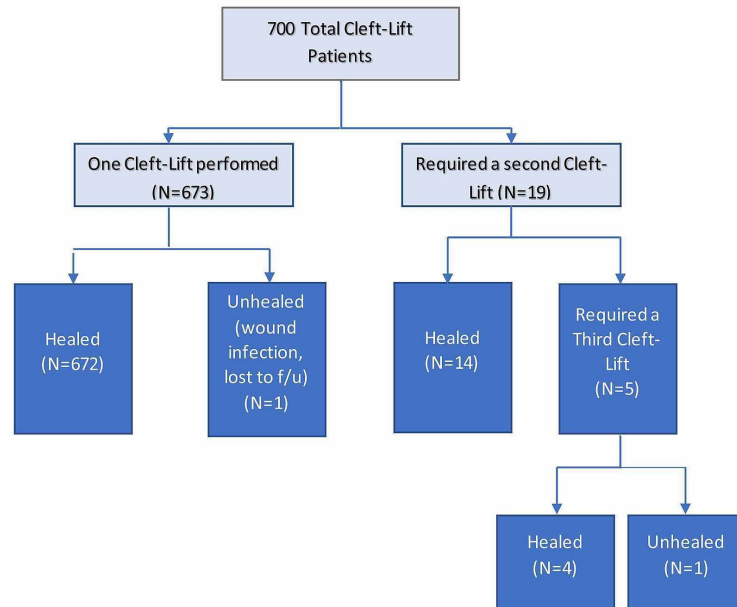 700 Total Cleft-Lift
Patients
One Cleft-Lift performed
(N=673)
Required a second Cleft-
Lift (N=19)
Healed
(N=672)
Unhealed
(wound
infection,
lost to f/u)
(N=1)
Healed
(N=14)
Required a
Third Cleft-
Lift
(N=5)
Healed
(N=4)
Unhealed
(N=1)